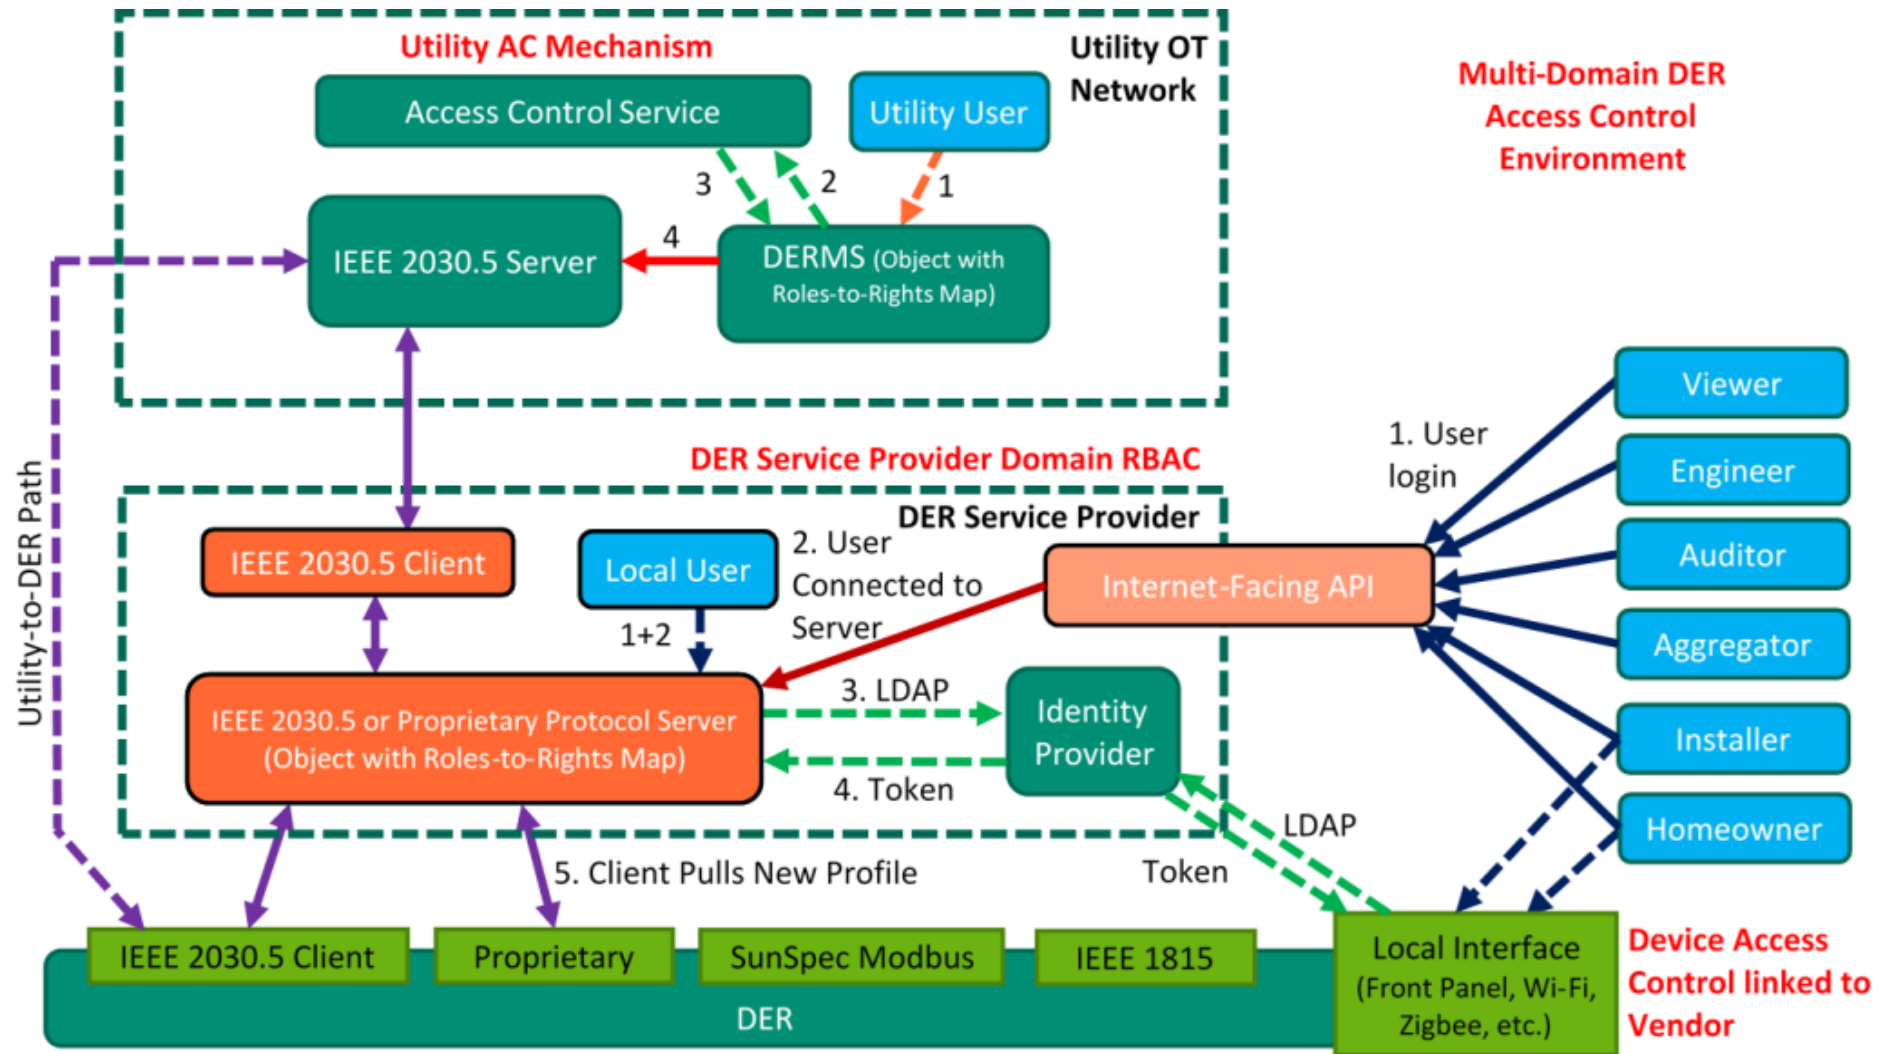 Utility AC Mechanism
Utility OT
Network
Access Control Service
Utility User
Multi-Domain DER
Access Control
Environment
3
2
1
IEEE 2030.5 Server
4
DERMS (Object with
Roles-to-Rights Map)
Utility-to-DER Path
DER Service Provider Domain RBAC
DER Service Provider
IEEE 2030.5 Client
Local User
1+2
2. User
Connected to
Server
Internet-Facing API
1. User
login
Viewer
Engineer
Auditor
Aggregator
Installer
Homeowner
IEEE 2030.5 or Proprietary Protocol Server
(Object with Roles-to-Rights Map)
3. LDAP
4. Token
Identity
Provider
LDAP
Token
5. Client Pulls New Profile
IEEE 2030.5 Client
Proprietary
SunSpec Modbus
IEEE 1815
DER
Local Interface
(Front Panel, Wi-Fi,
Zigbee, etc.)
Device Access
Control linked to
Vendor